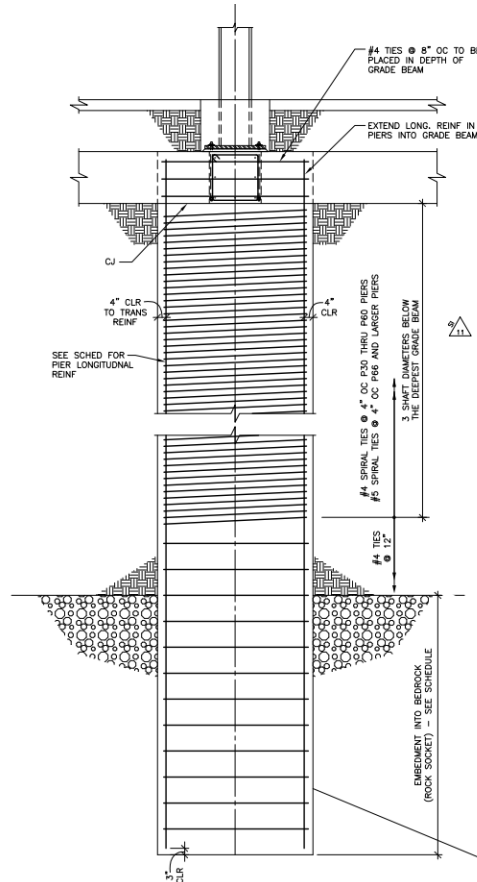 #4 TIES @ 8" OC TO BE
PLACED IN DEPTH OF
GRADE BEAM
EXTEND LONG. REINF IN
PIERS INTO GRADE BEAM
CJ
4" CLR
TO TRANS
REINF
4"
CLR
SEE SCHED FOR
PIER LONGITUDNAL
REINF
#4 SPIRAL TIES @ 4" OC P30 THRU P60 PIERS
#5 SPIRAL TIES @ 4" OC P66 AND LARGER PIERS
3 SHAFT DIAMETERS BELOW
THE DEEPEST GRADE BEAM
11
#4 TIES
@ 12"
EMBEDMENT INTO BEDROCK
(ROCK SOCKET) - SEE SCHEDULE
3"
CLR